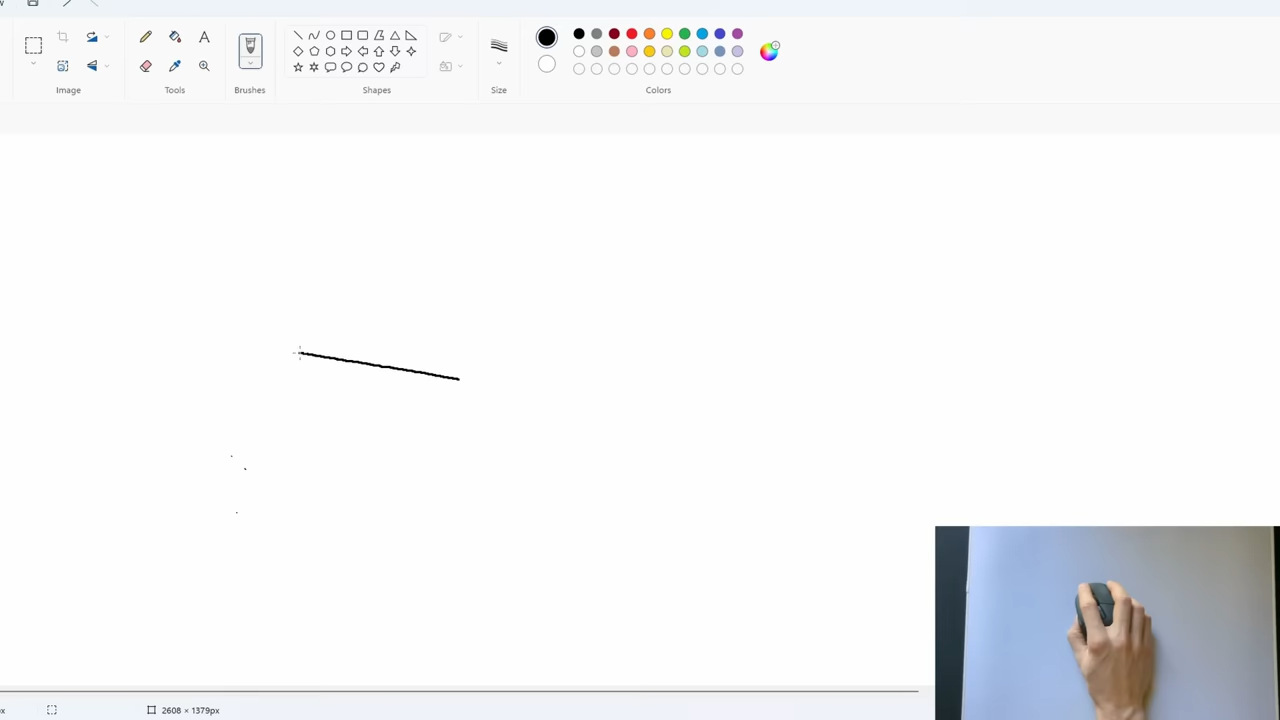 Image
Tools
Brushes
Shapes
Size
Colors
2608 × 1379px